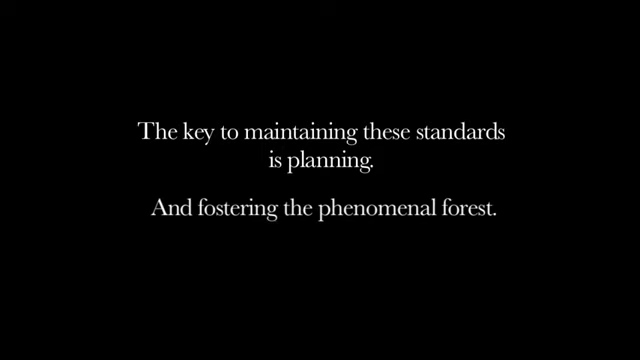 The key to maintaining these standards
is planning.
And fostering the phenomenal forest.